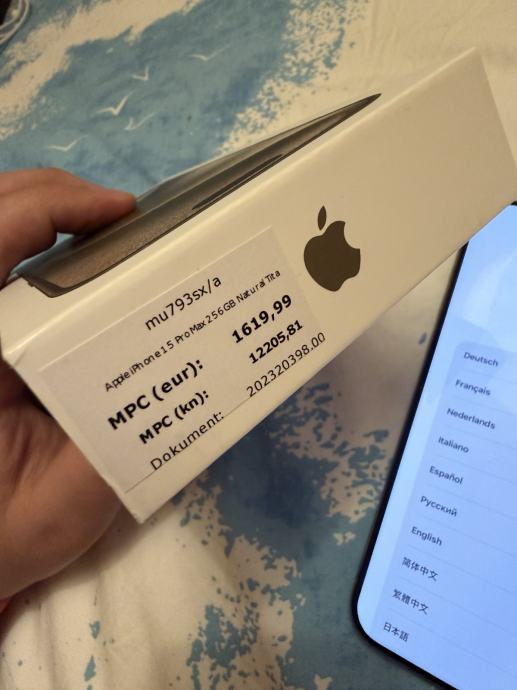 mu793sx/a
Apple iPhone 15 Pro Max 256GB Natural Tita
MPC (eur): 1619,99
MPC (kn): 12205,81
Dokument: 202320398.00
Deutsch
Français
Nederlands
Italiano
Español
Русский
English
简体中文
繁體中文
日本語